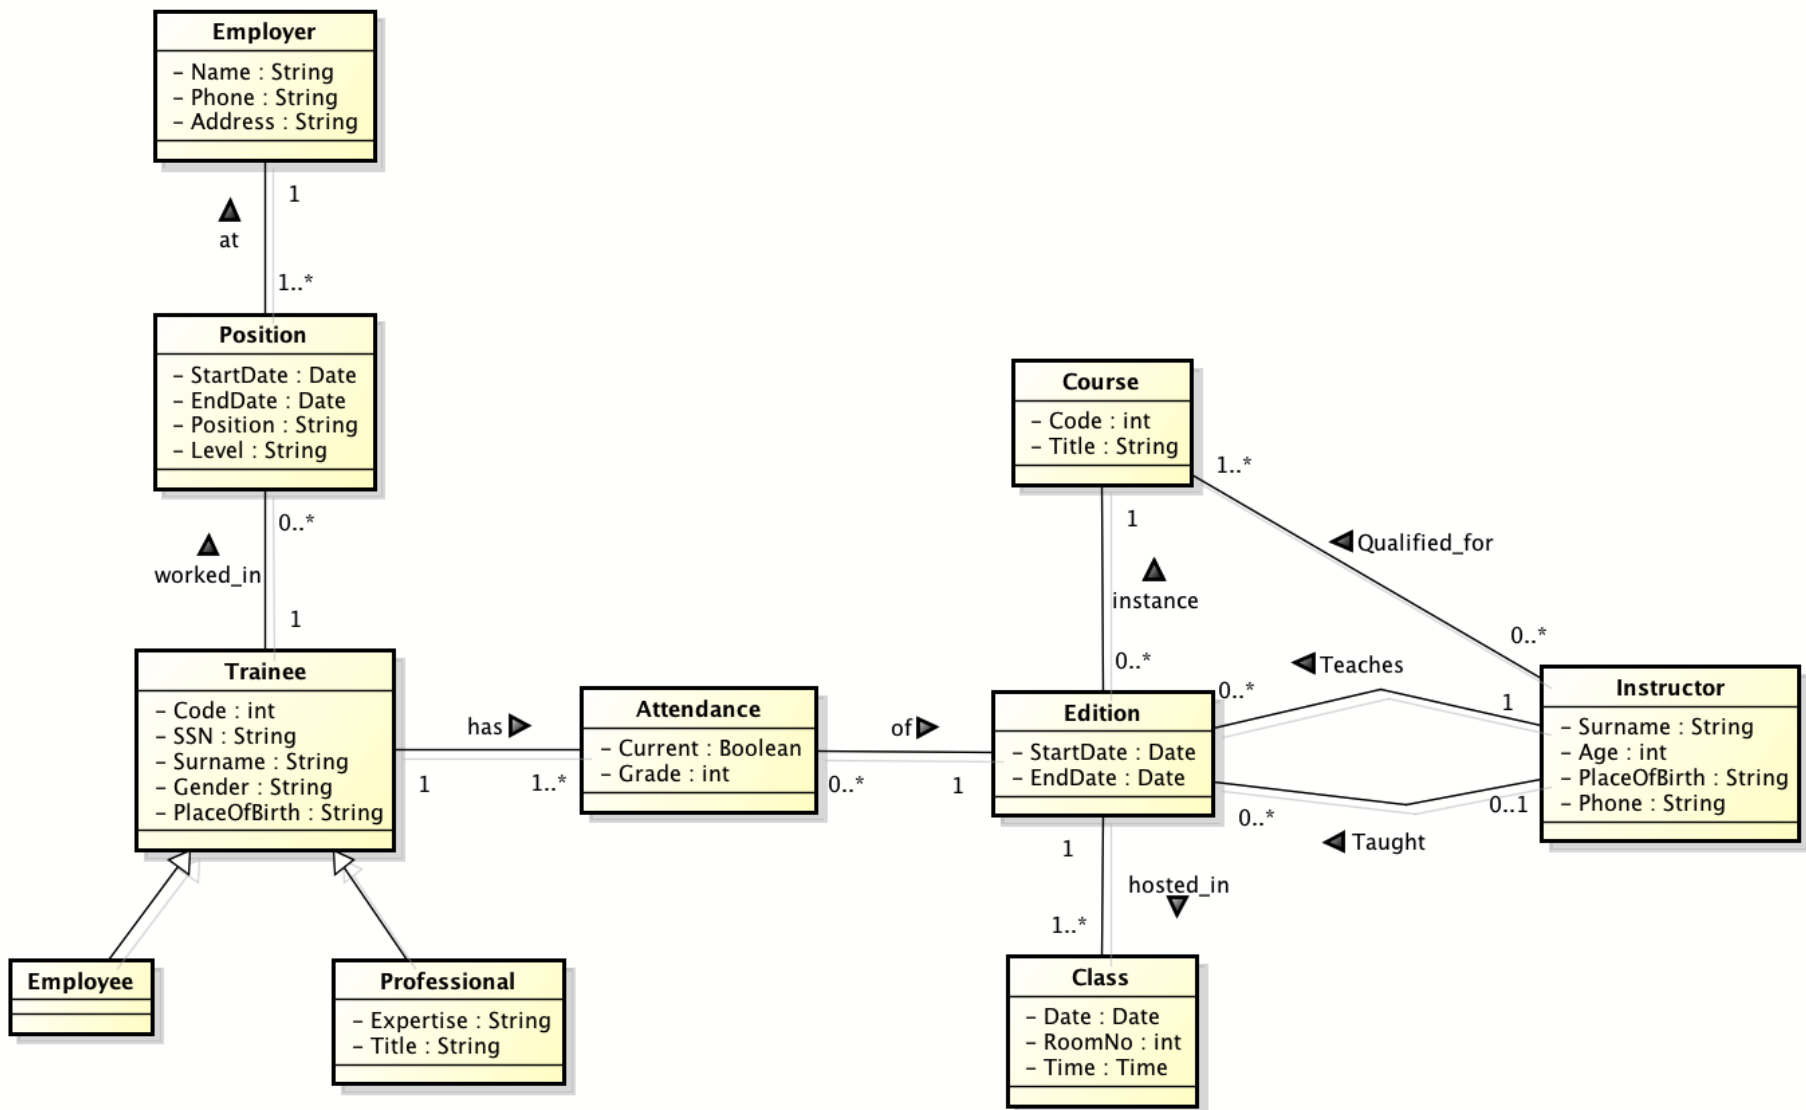 Employer
- Name : String
- Phone : String
- Address : String
1
at
1..*
Position
- StartDate : Date
- EndDate : Date
- Position : String
- Level : String
0..*
worked_in
1
Trainee
- Code : int
- SSN : String
- Surname : String
- Gender : String
- PlaceOfBirth : String
Employee
Professional
- Expertise : String
- Title : String
has
1
1..*
Attendance
- Current : Boolean
- Grade : int
of
0..*
1
Course
- Code : int
- Title : String
1..*
1
Qualified_for
instance
0..*
0..*
Teaches
0..*
1
Edition
- StartDate : Date
- EndDate : Date
Instructor
- Surname : String
- Age : int
- PlaceOfBirth : String
- Phone : String
0..1
0..*
Taught
1
hosted_in
1..*
Class
- Date : Date
- RoomNo : int
- Time : Time